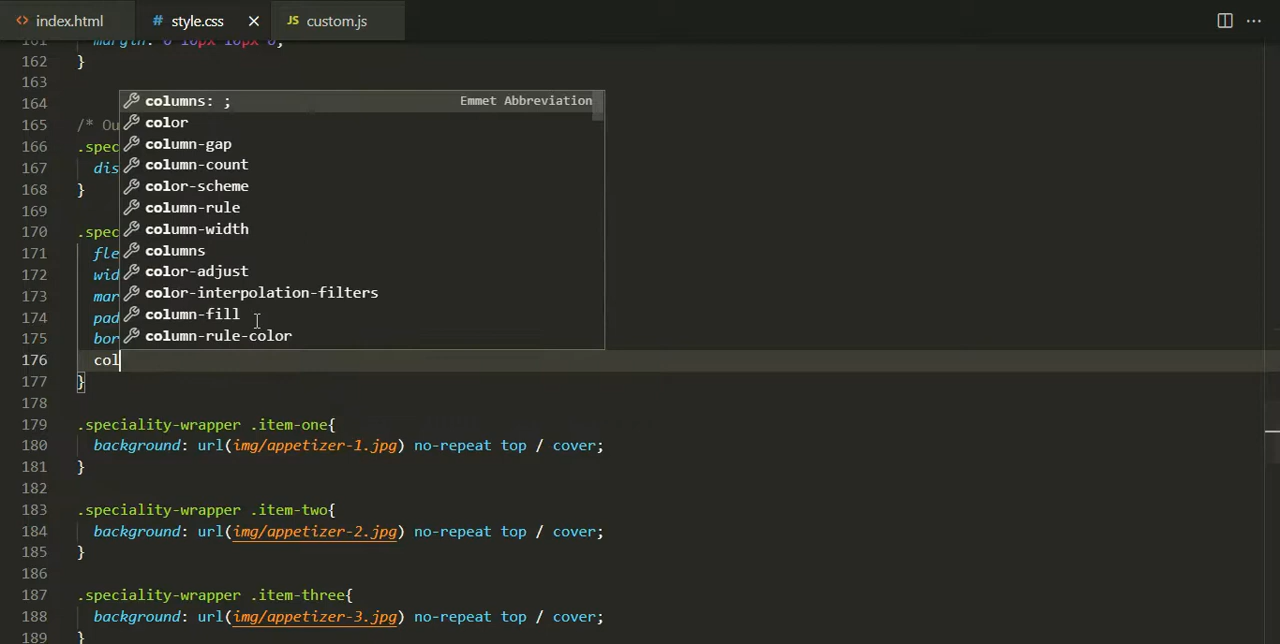 index.html # style.css × JS custom.js ...
161 margin: 0 10px 10px 0;
162 }
163
164 columns: ; Emmet Abbreviation
color
165 /* Ou
166 .spec column-gap
167 dis column-count
168 } color-scheme
169 column-rule
170 .spec column-width
171 fle columns
172 wid color-adjust
173 mar color-interpolation-filters
174 pad column-fill
175 bor column-rule-color
176 col
177 }
178
179 .speciality-wrapper .item-one{
180 background: url(img/appetizer-1.jpg) no-repeat top / cover;
181 }
182
183 .speciality-wrapper .item-two{
184 background: url(img/appetizer-2.jpg) no-repeat top / cover;
185 }
186
187 .speciality-wrapper .item-three{
188 background: url(img/appetizer-3.jpg) no-repeat top / cover;
189 }